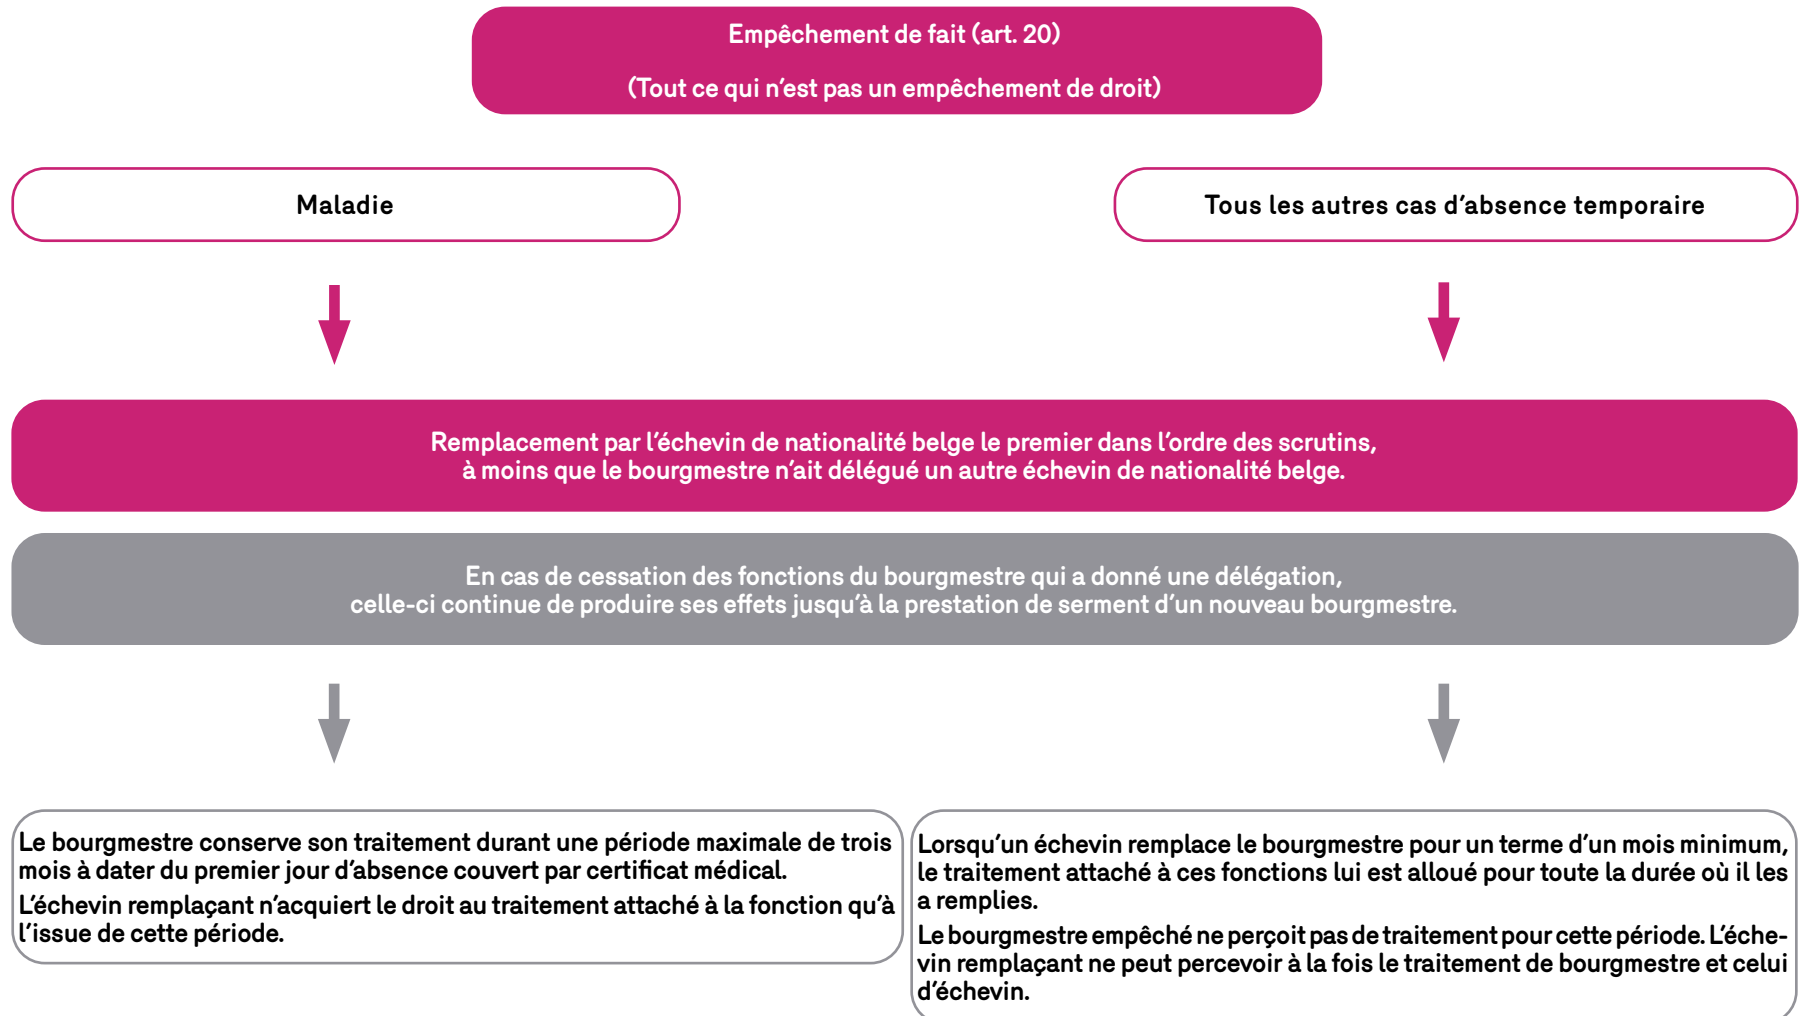 Empêchement de fait (art. 20)
(Tout ce qui n’est pas un empêchement de droit)
Maladie
Tous les autres cas d’absence temporaire
Remplacement par l’échevin de nationalité belge le premier dans l’ordre des scrutins,
à moins que le bourgmestre n’ait délégué un autre échevin de nationalité belge.
En cas de cessation des fonctions du bourgmestre qui a donné une délégation,
celle-ci continue de produire ses effets jusqu’à la prestation de serment d’un nouveau bourgmestre.
Le bourgmestre conserve son traitement durant une période maximale de trois
mois à dater du premier jour d’absence couvert par certificat médical.
L’échevin remplaçant n’acquiert le droit au traitement attaché à la fonction qu’à
l’issue de cette période.
Lorsqu’un échevin remplace le bourgmestre pour un terme d’un mois minimum,
le traitement attaché à ces fonctions lui est alloué pour toute la durée où il les
a remplies.
Le bourgmestre empêché ne perçoit pas de traitement pour cette période. L’éche-
vin remplaçant ne peut percevoir à la fois le traitement de bourgmestre et celui
d’échevin.